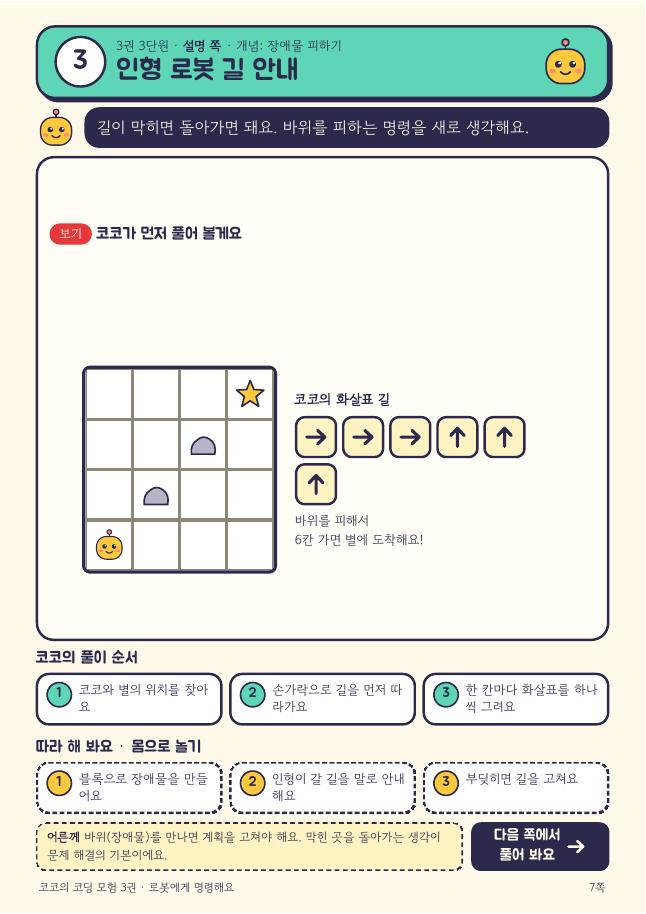 3
3권 3단원 · 설명 쪽 · 개념: 장애물 피하기
인형 로봇 길 안내
길이 막히면 돌아가면 돼요. 바위를 피하는 명령을 새로 생각해요.
보기 코코가 먼저 풀어 볼게요
코코의 화살표 길
→ → → ↑ ↑
↑
바위를 피해서
6칸 가면 별에 도착해요!
코코의 풀이 순서
1 코코와 별의 위치를 찾아
요
2 손가락으로 길을 먼저 따
라가요
3 한 칸마다 화살표를 하나
씩 그려요
따라 해 봐요 · 몸으로 놀기
1 블록으로 장애물을 만들
어요
2 인형이 갈 길을 말로 안내
해요
3 부딪히면 길을 고쳐요
어른께 바위(장애물)를 만나면 계획을 고쳐야 해요. 막힌 곳을 돌아가는 생각이
문제 해결의 기본이에요.
다음 쪽에서
풀어 봐요 →
코코의 코딩 모험 3권 · 로봇에게 명령해요
7쪽